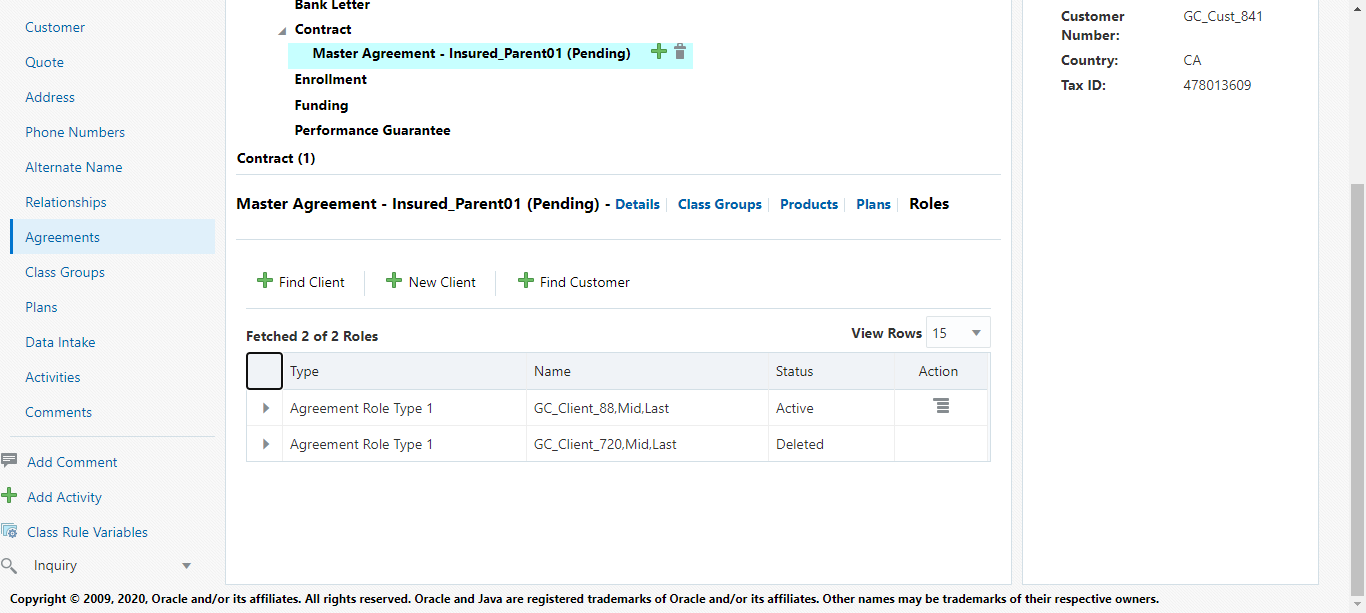 Customer
Quote
Address
Phone Numbers
Alternate Name
Relationships
Agreements
Class Groups
Plans
Data Intake
Activities
Comments
Add Comment
Add Activity
Class Rule Variables
Inquiry
Bank Letter
Contract
Master Agreement - Insured_Parent01 (Pending)
Enrollment
Funding
Performance Guarantee
Contract (1)
Master Agreement - Insured_Parent01 (Pending) - Details Class Groups Products Plans Roles
Find Client New Client Find Customer
Fetched 2 of 2 Roles View Rows 15
Type Name Status Action
Agreement Role Type 1 GC_Client_88,Mid,Last Active
Agreement Role Type 1 GC_Client_720,Mid,Last Deleted
Customer Number: GC_Cust_841
Country: CA
Tax ID: 478013609
Copyright © 2009, 2020, Oracle and/or its affiliates. All rights reserved. Oracle and Java are registered trademarks of Oracle and/or its affiliates. Other names may be trademarks of their respective owners.